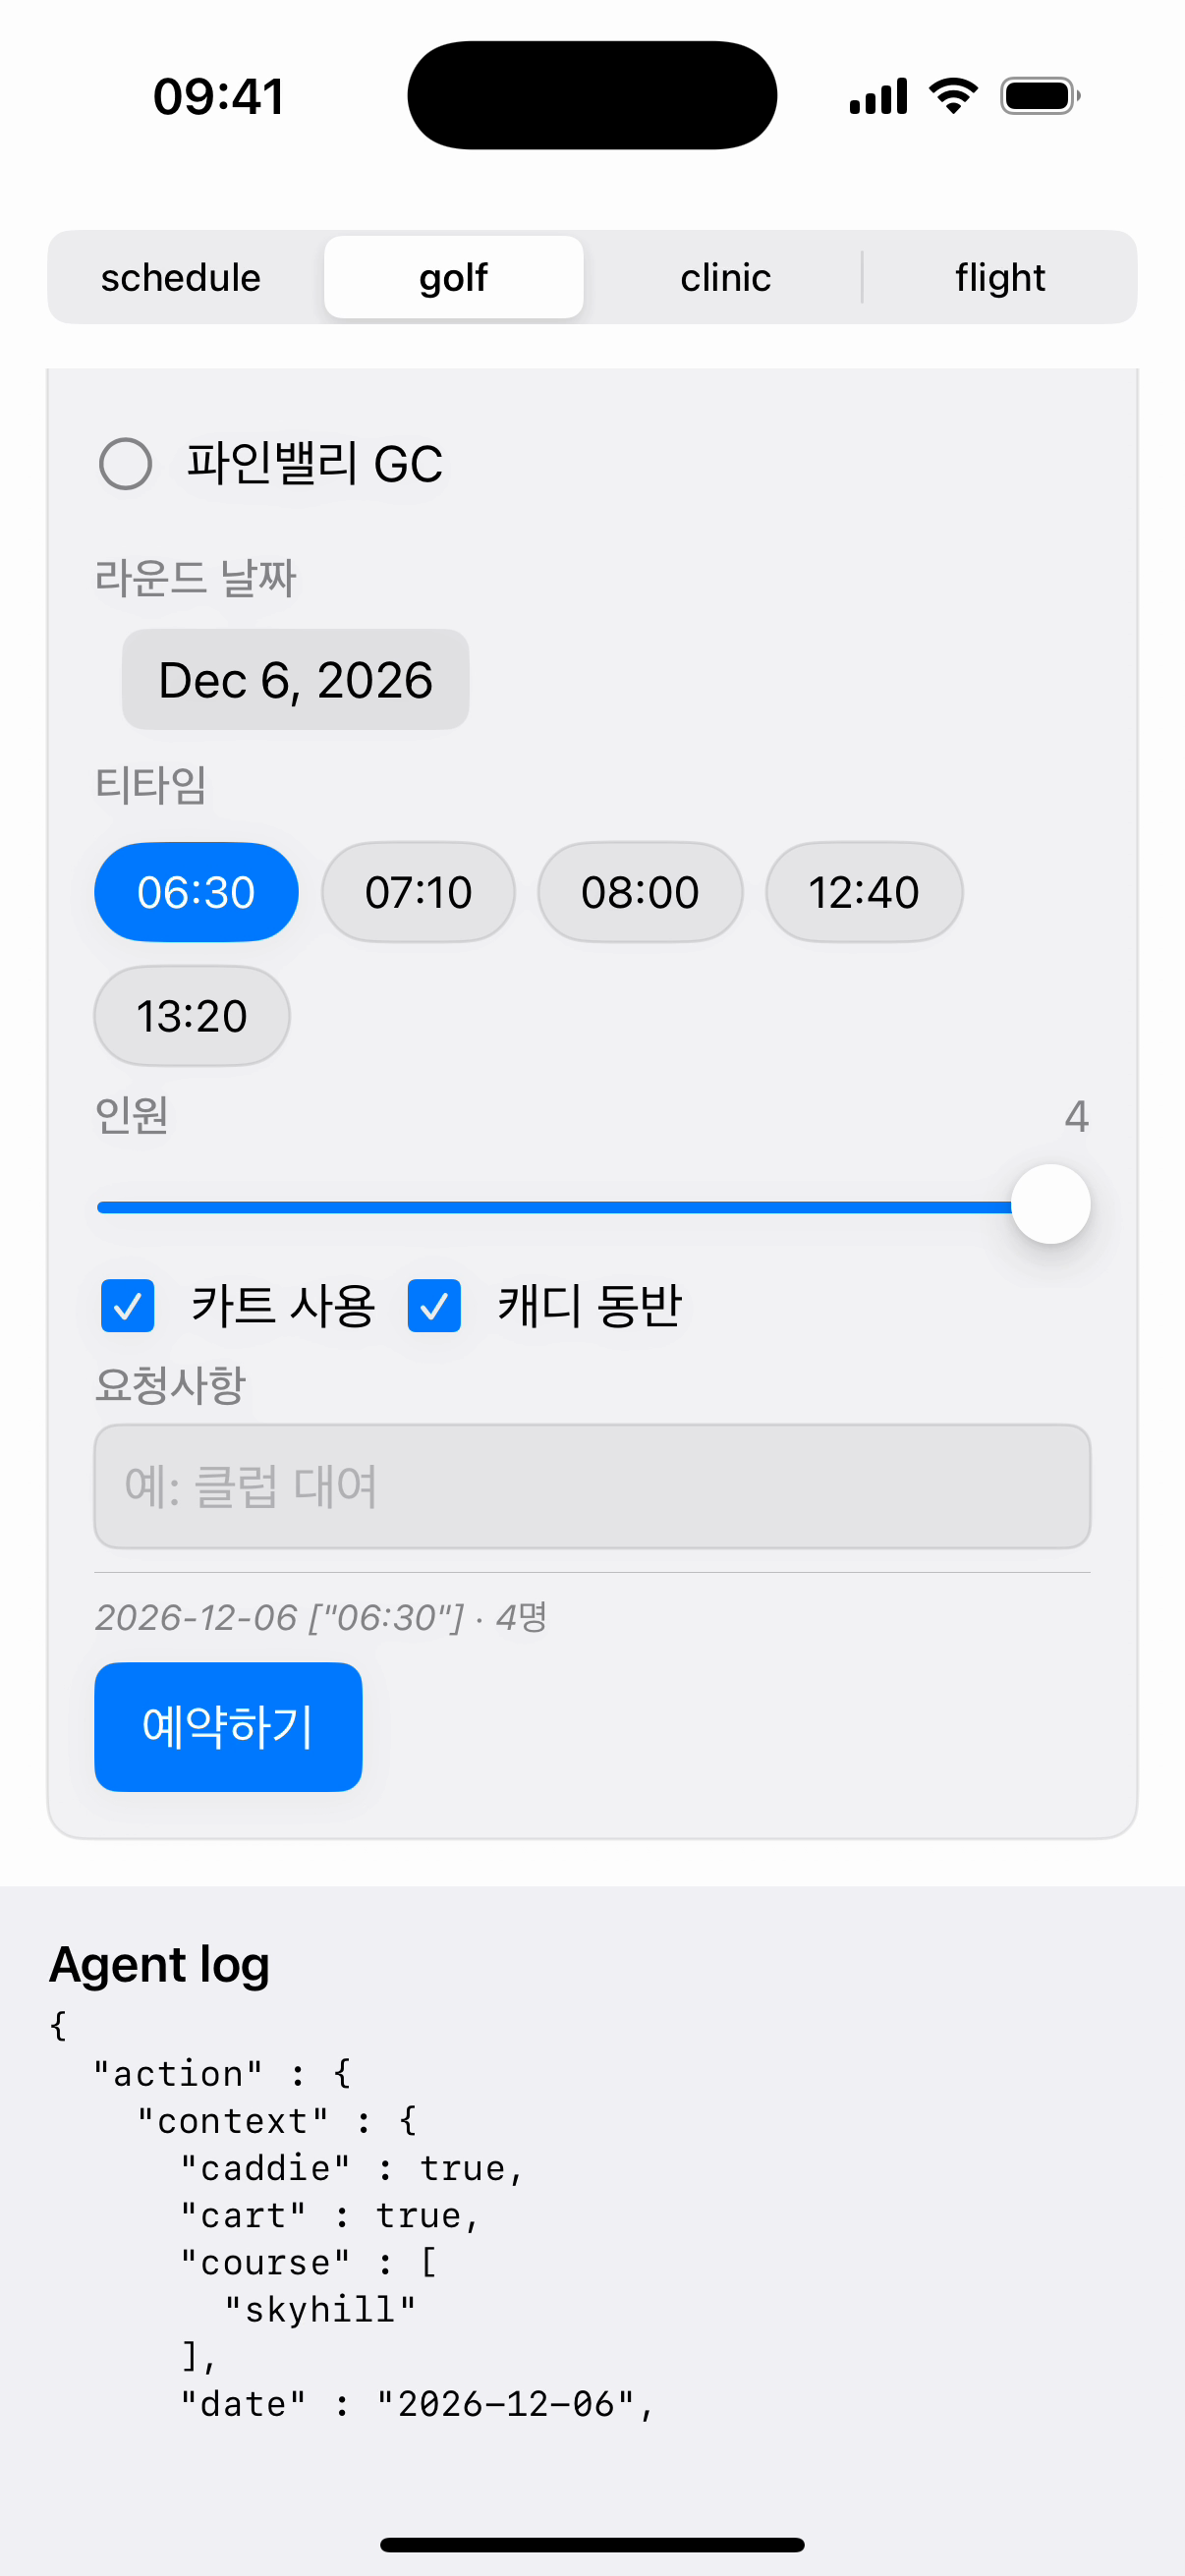 09:41
schedule golf clinic flight
파인밸리 GC
라운드 날짜
Dec 6, 2026
티타임
06:30 07:10 08:00 12:40
13:20
인원 4
카트 사용 캐디 동반
요청사항
예: 클럽 대여
2026-12-06 ["06:30"] · 4명
예약하기
Agent log
{
  "action" : {
    "context" : {
      "caddie" : true,
      "cart" : true,
      "course" : [
        "skyhill"
      ],
      "date" : "2026-12-06",